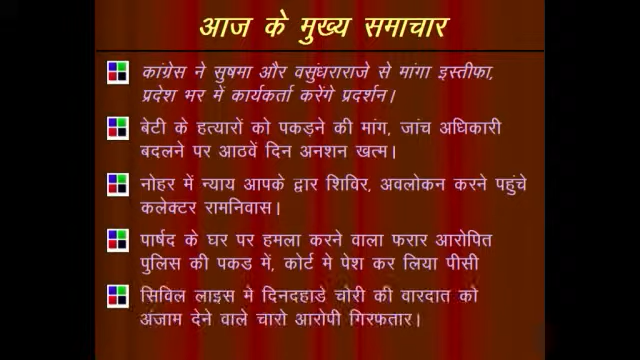 आज के मुख्य समाचार
कांग्रेस ने सुषमा और वसुंधराराजे से मांगा इस्तीफा,
प्रदेश भर में कार्यकर्ता करेंगे प्रदर्शन।
बेटी के हत्यारों को पकड़ने की मांग, जांच अधिकारी
बदलने पर आठवें दिन अनशन खत्म।
नोहर में न्याय आपके द्वार शिविर, अवलोकन करने पहुंचे
कलेक्टर रामनिवास।
पार्षद के घर पर हमला करने वाला फरार आरोपित
पुलिस की पकड में, कोर्ट मे पेश कर लिया पीसी
सिविल लाइस मे दिनदहाडे चोरी की वारदात को
अंजाम देने वाले चारो आरोपी गिरफतार।